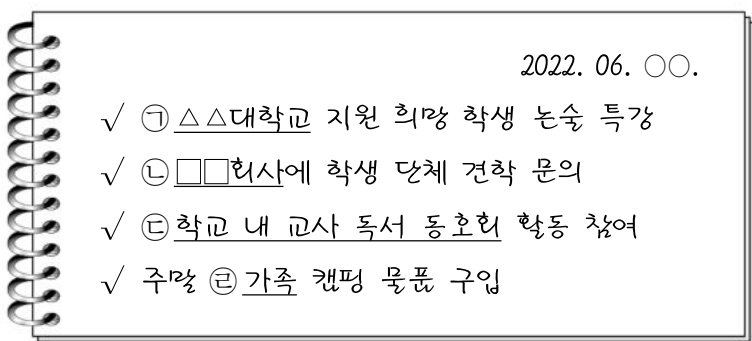 2022. 06. ○○.
√ ㉠ △△대학교 지원 희망 학생 논술 특강
√ ㉡ □□회사에 학생 단체 견학 문의
√ ㉢ 학교 내 교사 독서 동호회 활동 참여
√ 주말 ㉣ 가족 캠핑 물품 구입